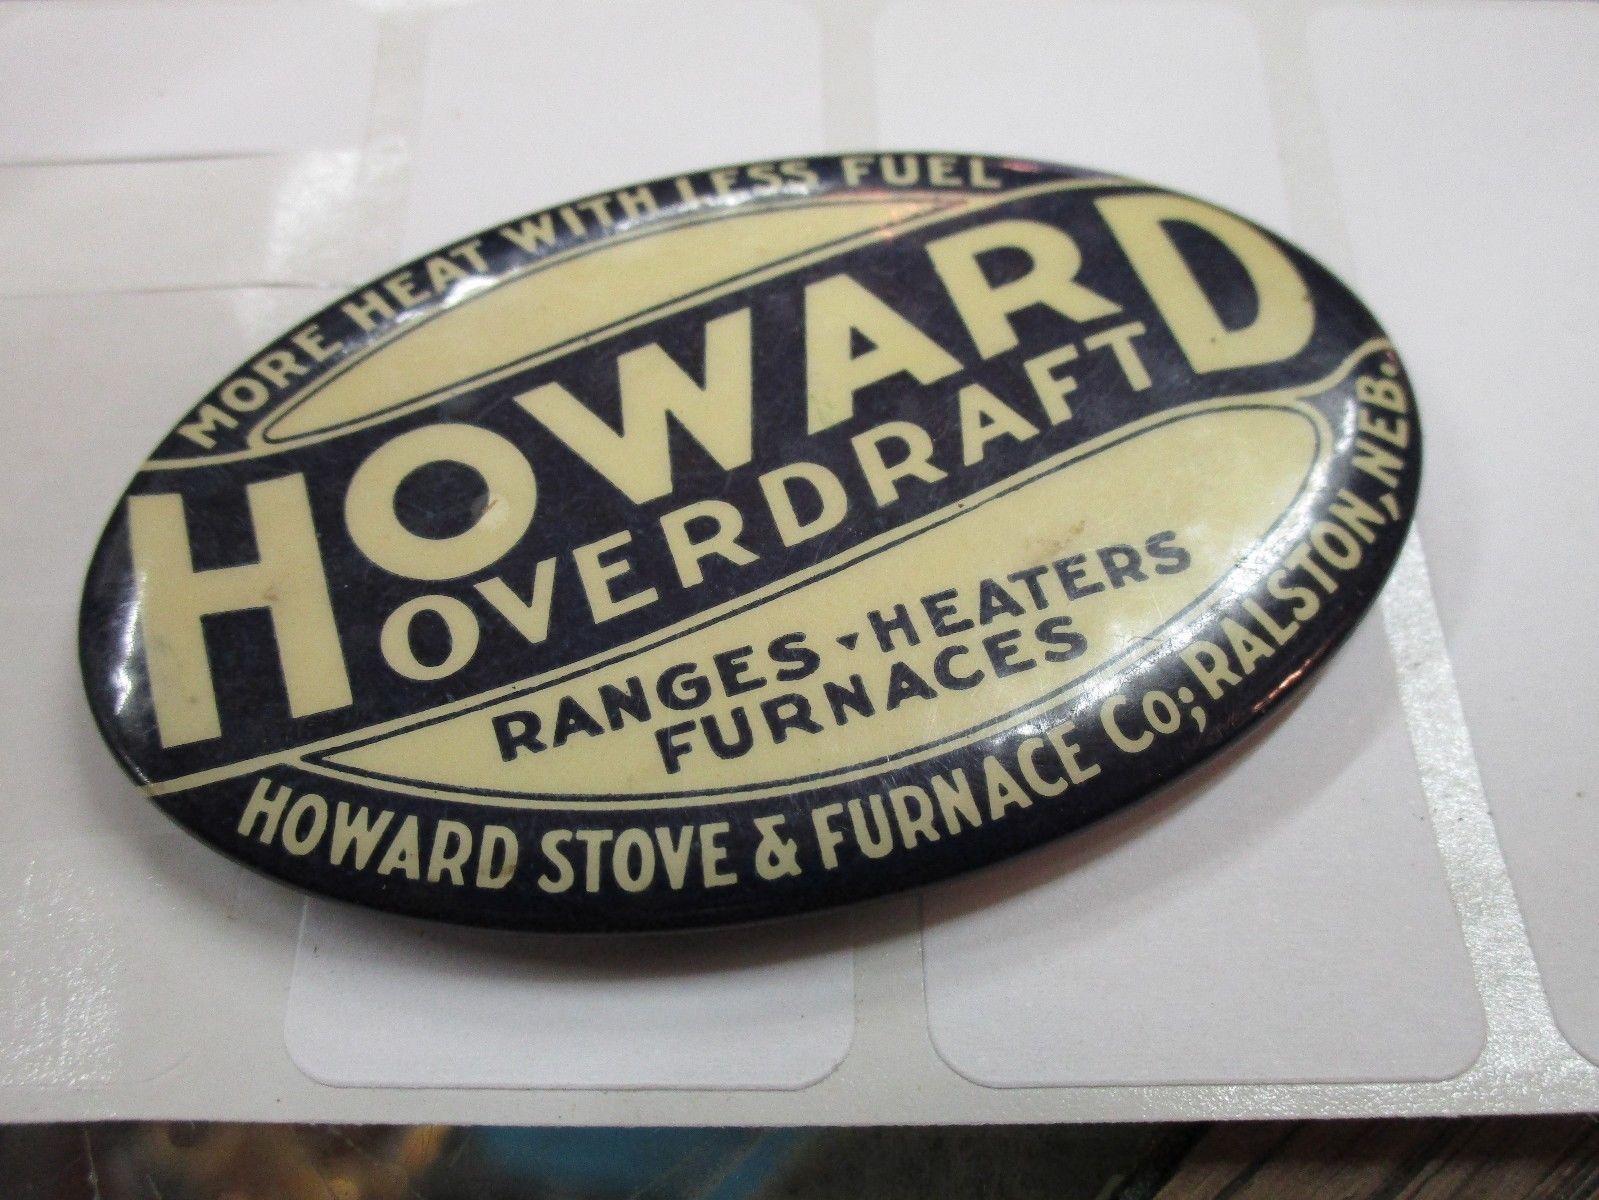 MORE HEAT WITH LESS FUEL
HOWARD
OVERDRAFT
RANGES HEATERS
FURNACES
HOWARD STOVE & FURNACE CO; RALSTON, NEB.